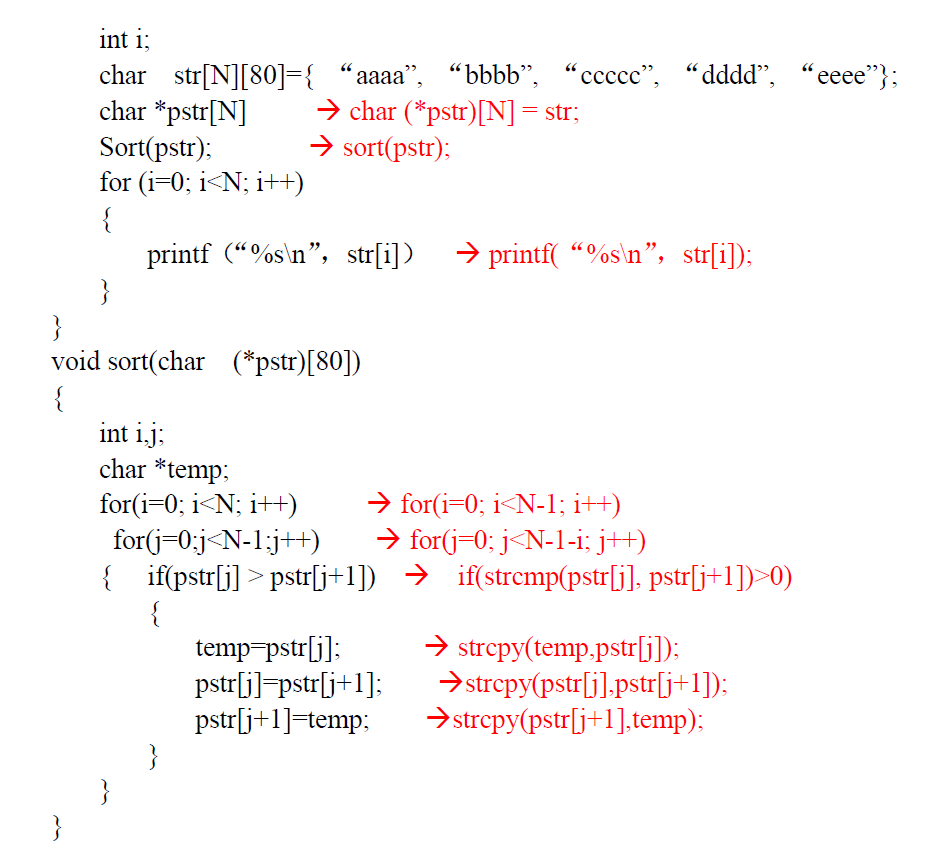 int i;
char str[N][80]={ “aaaa”, “bbbb”, “ccccc”, “dddd”, “eeee”};
char *pstr[N] → char (*pstr)[N] = str;
Sort(pstr); → sort(pstr);
for (i=0; i<N; i++)
{
printf（“%s\n”，str[i]） → printf( “%s\n”，str[i]);
}
}
void sort(char (*pstr)[80])
{
int i,j;
char *temp;
for(i=0; i<N; i++) → for(i=0; i<N-1; i++)
for(j=0;j<N-1;j++) → for(j=0; j<N-1-i; j++)
{ if(pstr[j] > pstr[j+1]) → if(strcmp(pstr[j], pstr[j+1])>0)
{
temp=pstr[j]; → strcpy(temp,pstr[j]);
pstr[j]=pstr[j+1]; →strcpy(pstr[j],pstr[j+1]);
pstr[j+1]=temp; →strcpy(pstr[j+1],temp);
}
}
}